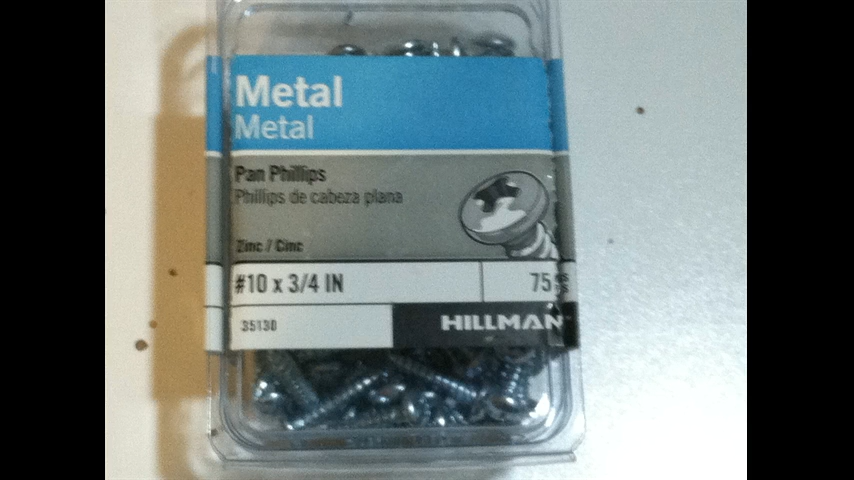 Metal
Metal
Pan Phillips
Phillips de cabeza plana
Zinc / Cinc
#10 x 3/4 IN
75
35130
HILLMAN